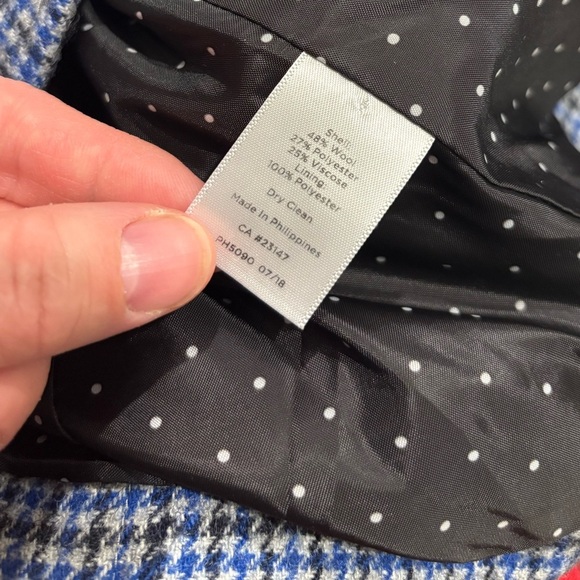 Shell:
48% Wool
27% Polyester
25% Viscose
Lining:
100% Polyester
Dry Clean
Made In Philippines
CA #23147
PH5090 07/18